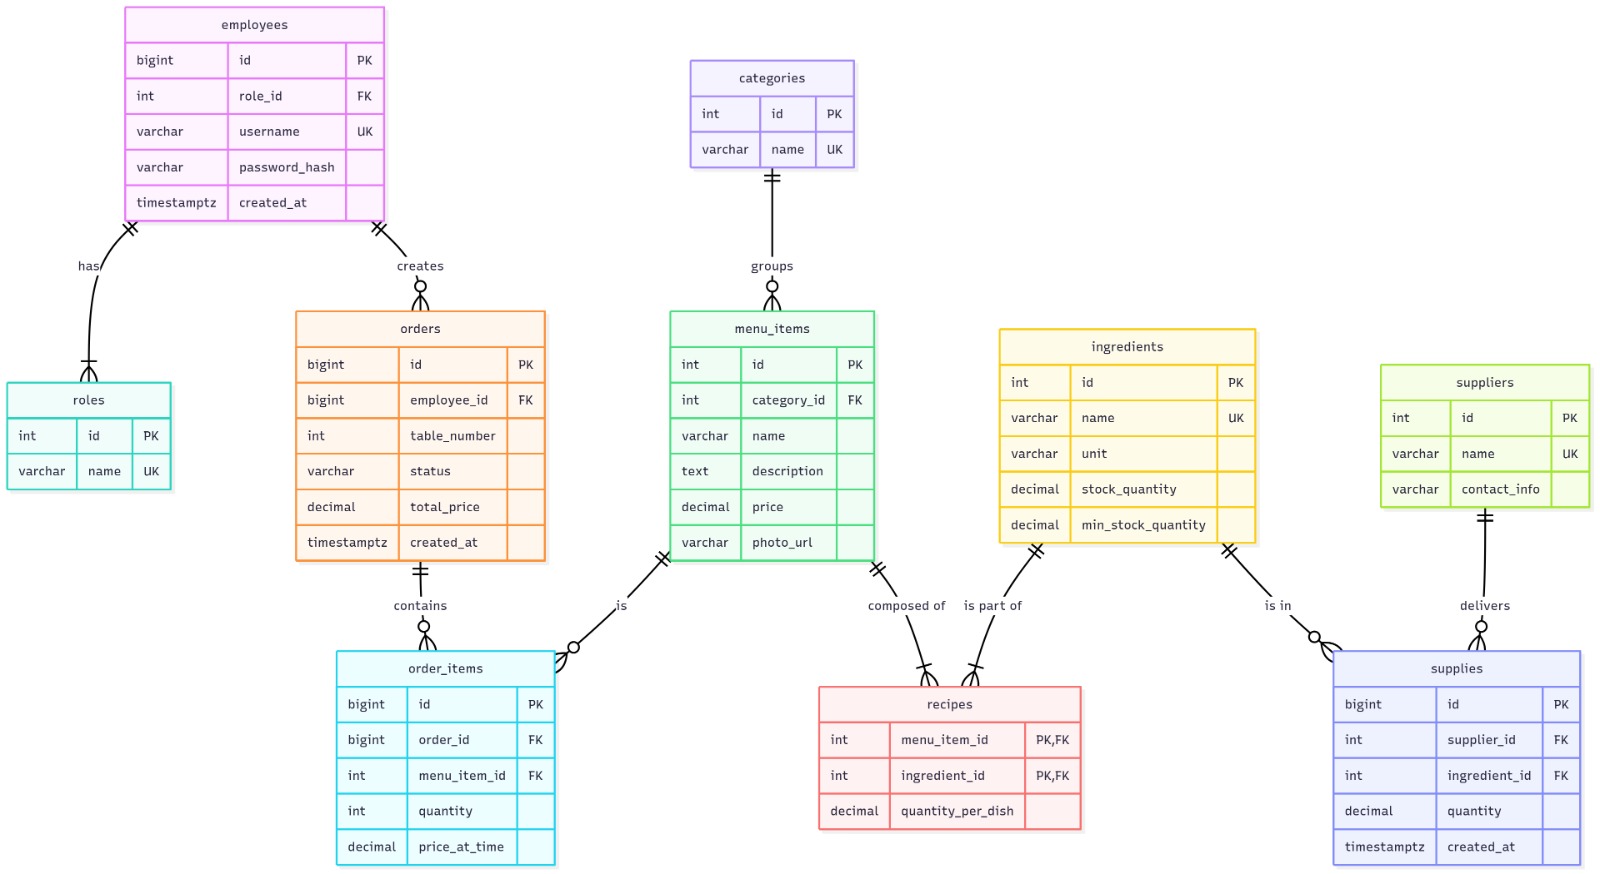 employees
bigint id PK
int role_id FK
varchar username UK
varchar password_hash
timestamptz created_at
categories
int id PK
varchar name UK
has
creates
groups
roles
int id PK
varchar name UK
orders
bigint id PK
bigint employee_id FK
int table_number
varchar status
decimal total_price
timestamptz created_at
menu_items
int id PK
int category_id FK
varchar name
text description
decimal price
varchar photo_url
ingredients
int id PK
varchar name UK
varchar unit
decimal stock_quantity
decimal min_stock_quantity
suppliers
int id PK
varchar name UK
varchar contact_info
contains
is
composed of
is part of
is in
delivers
order_items
bigint id PK
bigint order_id FK
int menu_item_id FK
int quantity
decimal price_at_time
recipes
int menu_item_id PK,FK
int ingredient_id PK,FK
decimal quantity_per_dish
supplies
bigint id PK
int supplier_id FK
int ingredient_id FK
decimal quantity
timestamptz created_at